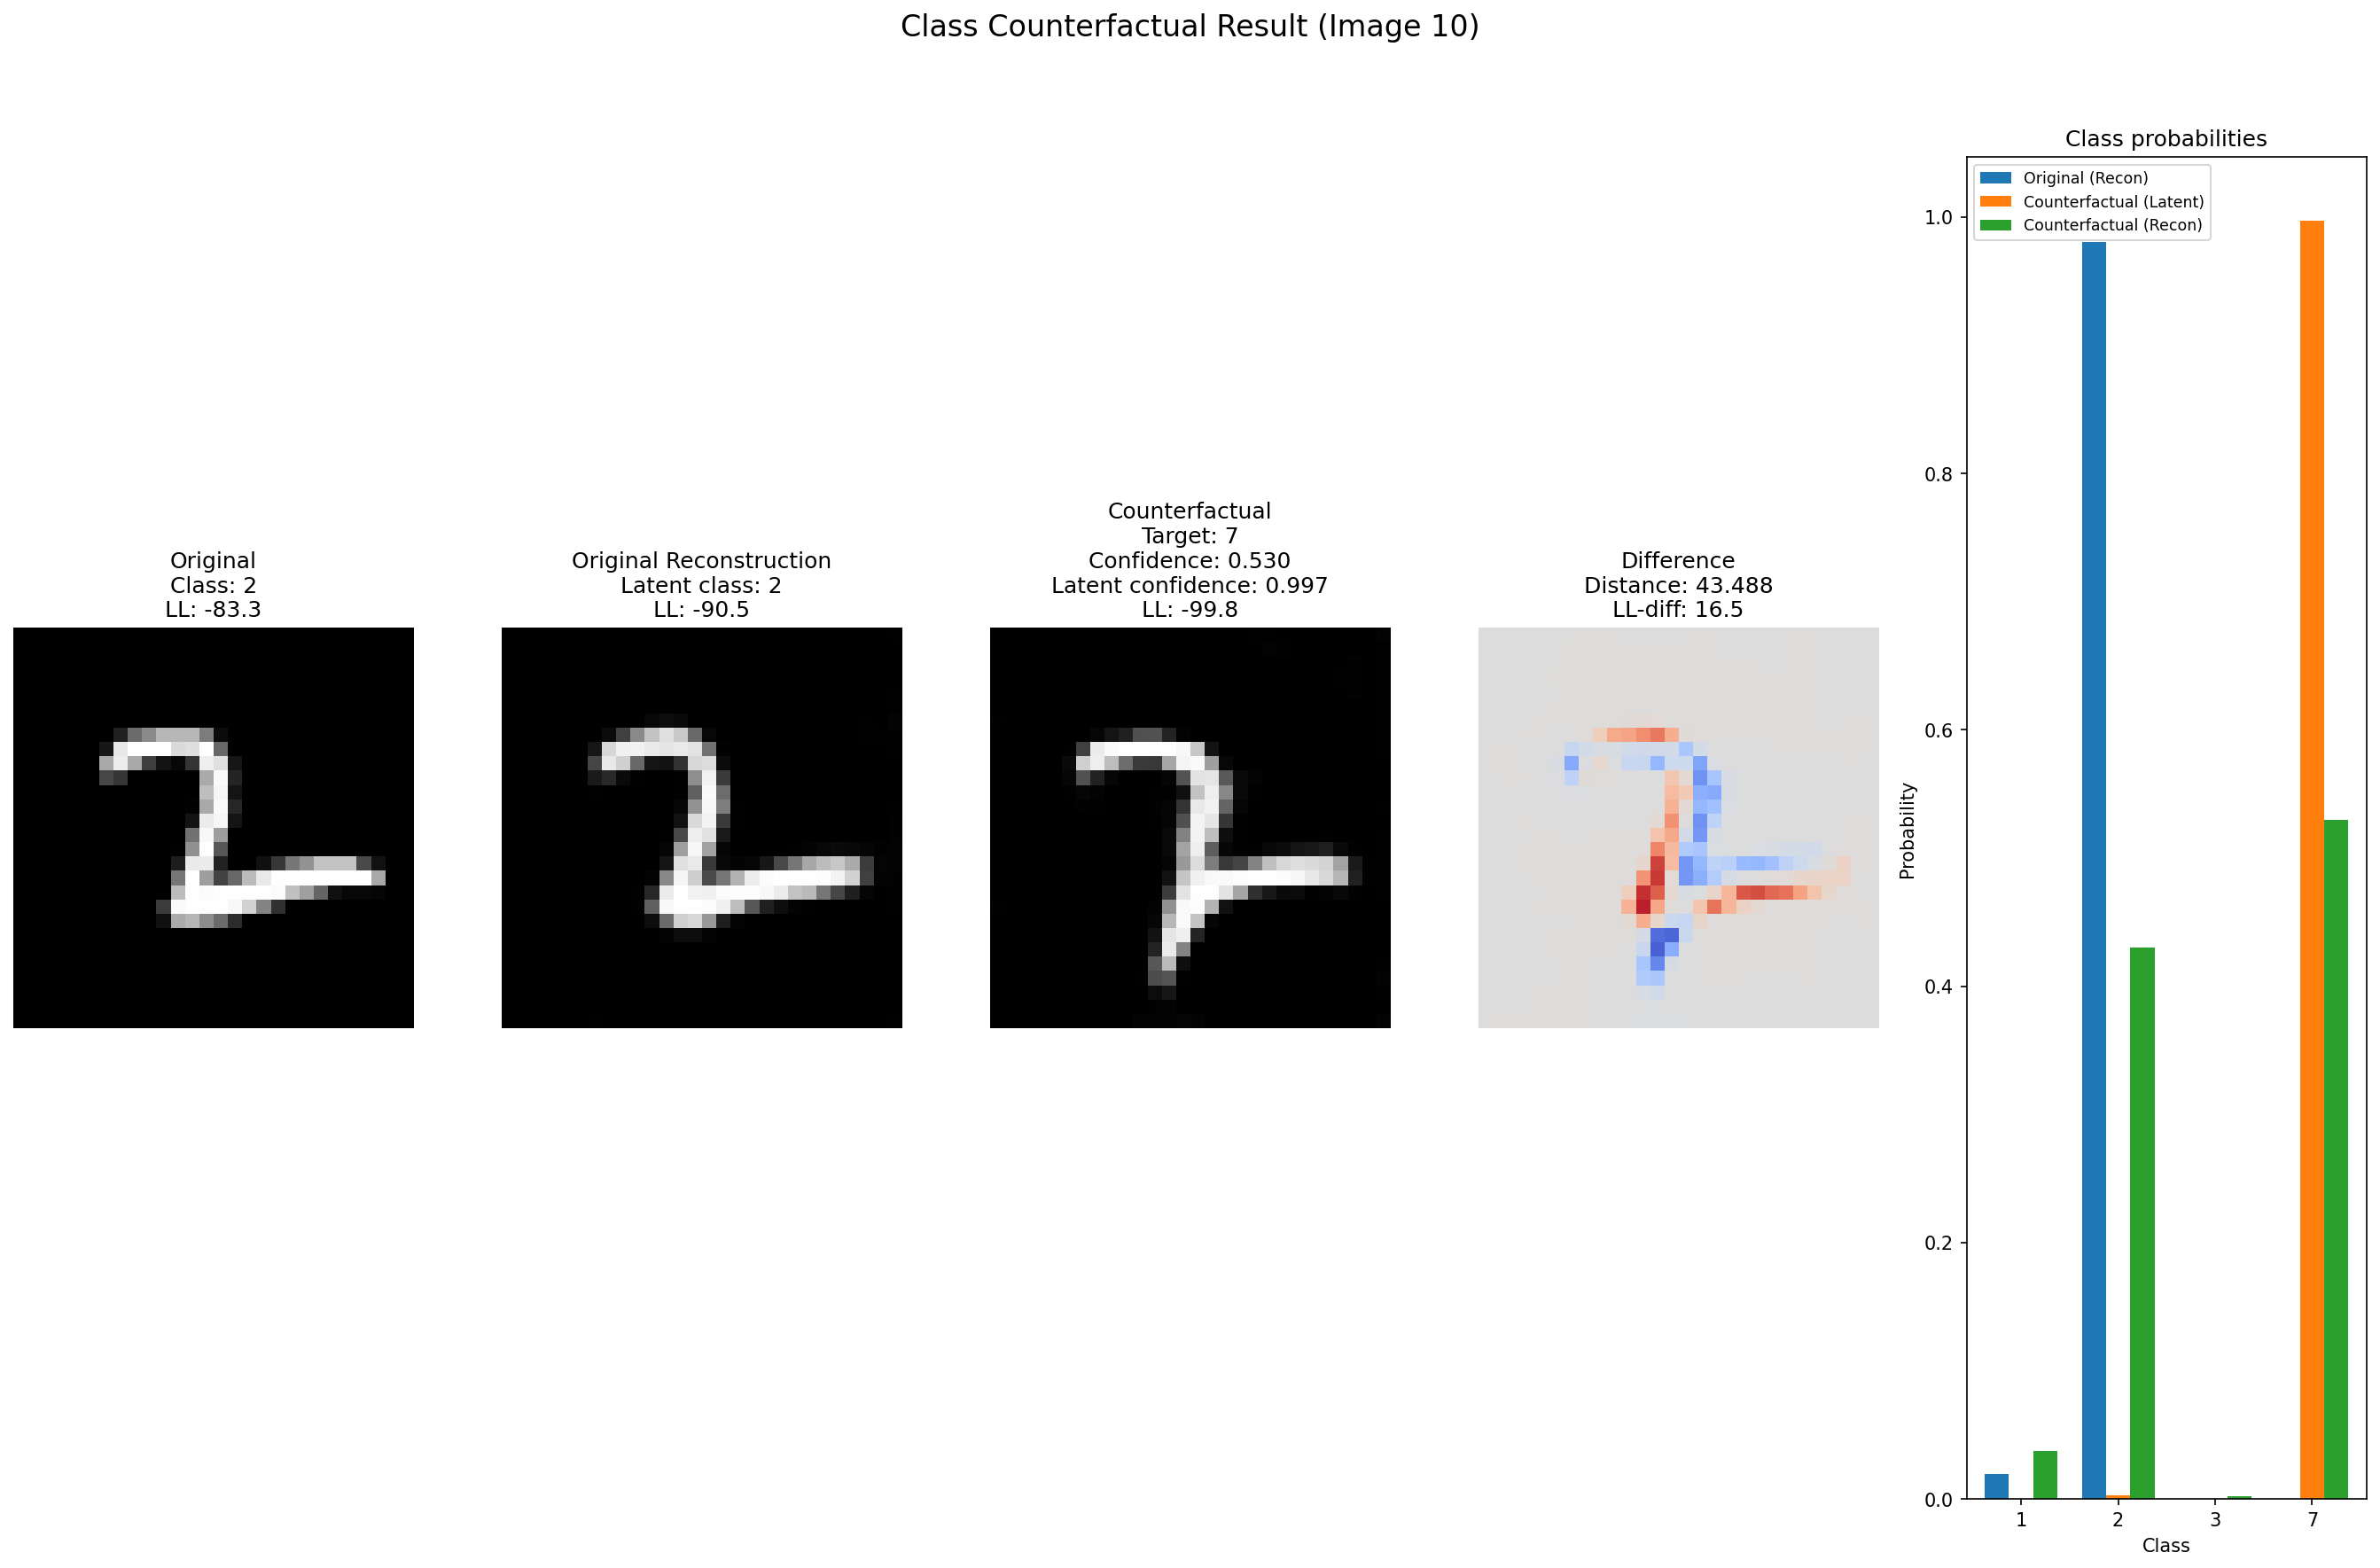 Class Counterfactual Result (Image 10)
Original
Class: 2
LL: -83.3
Original Reconstruction
Latent class: 2
LL: -90.5
Counterfactual
Target: 7
Confidence: 0.530
Latent confidence: 0.997
LL: -99.8
Difference
Distance: 43.488
LL-diff: 16.5
Class probabilities
Original (Recon)
Counterfactual (Latent)
Counterfactual (Recon)
1.0
0.8
0.6
0.4
0.2
0.0
Probability
1 2 3 7
Class
2
2